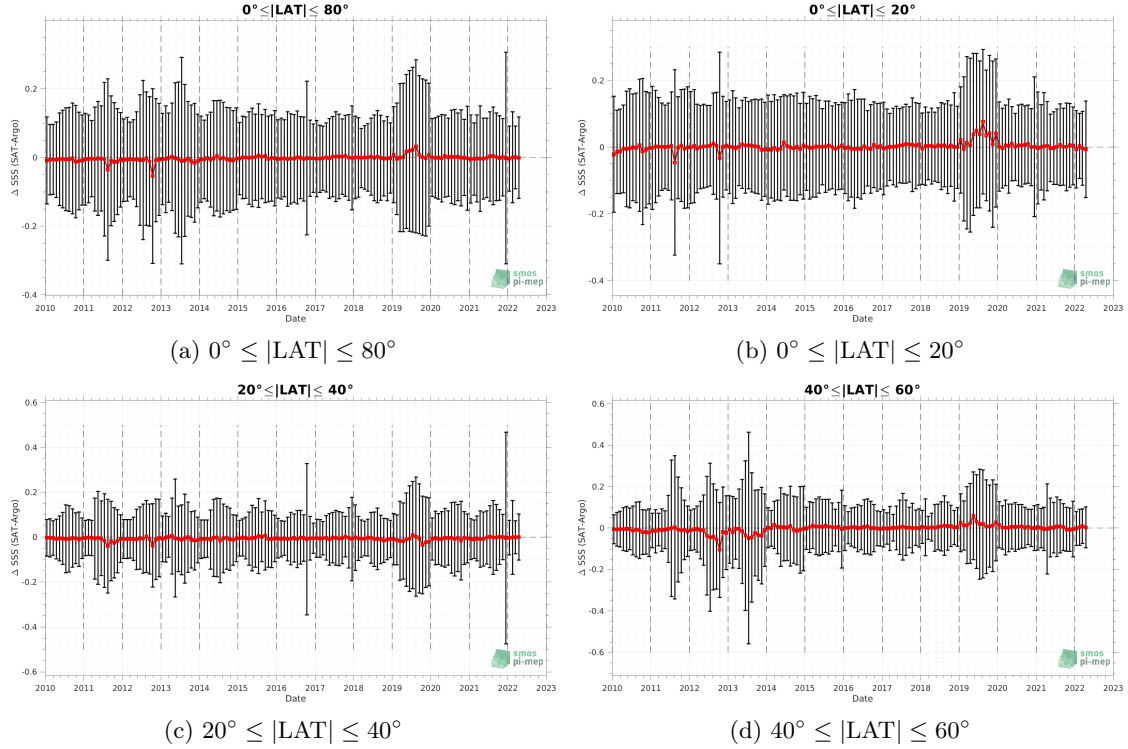 0°≤|LAT|≤ 80°
Δ SSS (SAT-Argo)
0.2
0
-0.2
-0.4
2010 2011 2012 2013 2014 2015 2016 2017 2018 2019 2020 2021 2022 2023
Date
smos
pi-mep
(a) 0° ≤ |LAT| ≤ 80°
0°≤|LAT|≤ 20°
Δ SSS (SAT-Argo)
0.2
0
-0.2
-0.4
2010 2011 2012 2013 2014 2015 2016 2017 2018 2019 2020 2021 2022 2023
Date
smos
pi-mep
(b) 0° ≤ |LAT| ≤ 20°
20°≤|LAT|≤ 40°
Δ SSS (SAT-Argo)
0.6
0.4
0.2
0
-0.2
-0.4
-0.6
2010 2011 2012 2013 2014 2015 2016 2017 2018 2019 2020 2021 2022 2023
Date
smos
pi-mep
(c) 20° ≤ |LAT| ≤ 40°
40°≤|LAT|≤ 60°
Δ SSS (SAT-Argo)
0.6
0.4
0.2
0
-0.2
-0.4
-0.6
2010 2011 2012 2013 2014 2015 2016 2017 2018 2019 2020 2021 2022 2023
Date
smos
pi-mep
(d) 40° ≤ |LAT| ≤ 60°